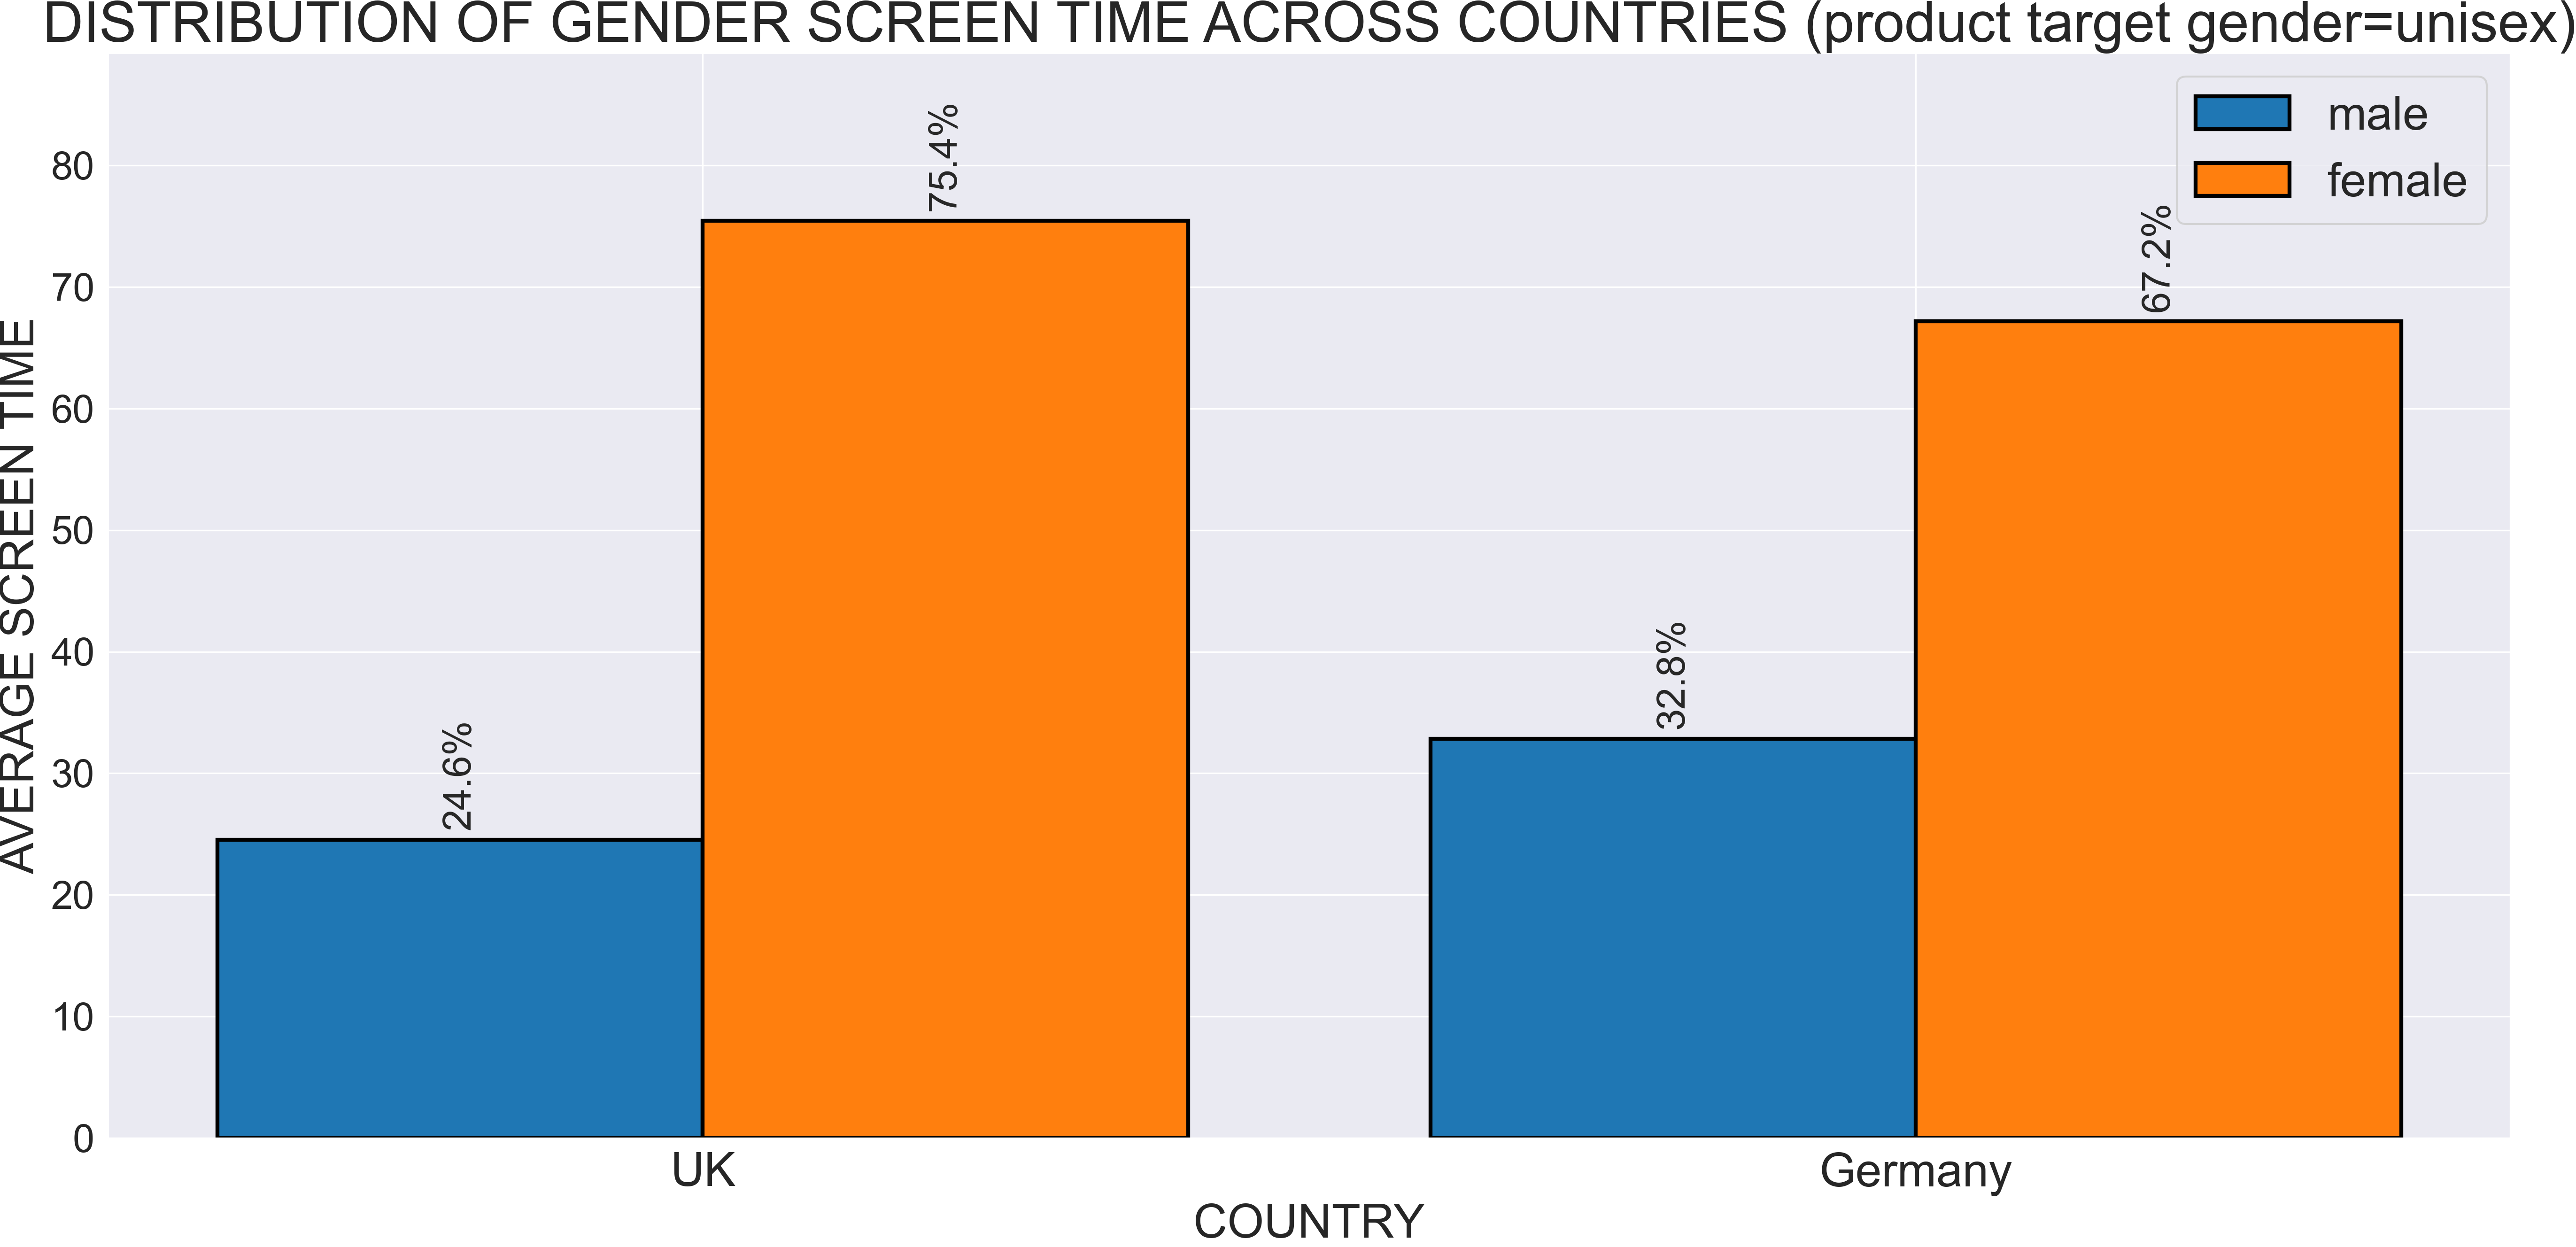 DISTRIBUTION OF GENDER SCREEN TIME ACROSS COUNTRIES (product target gender=unisex)
male
female
75.4%
67.2%
32.8%
24.6%
AVERAGE SCREEN TIME
80
70
60
50
40
30
20
10
0
UK
Germany
COUNTRY